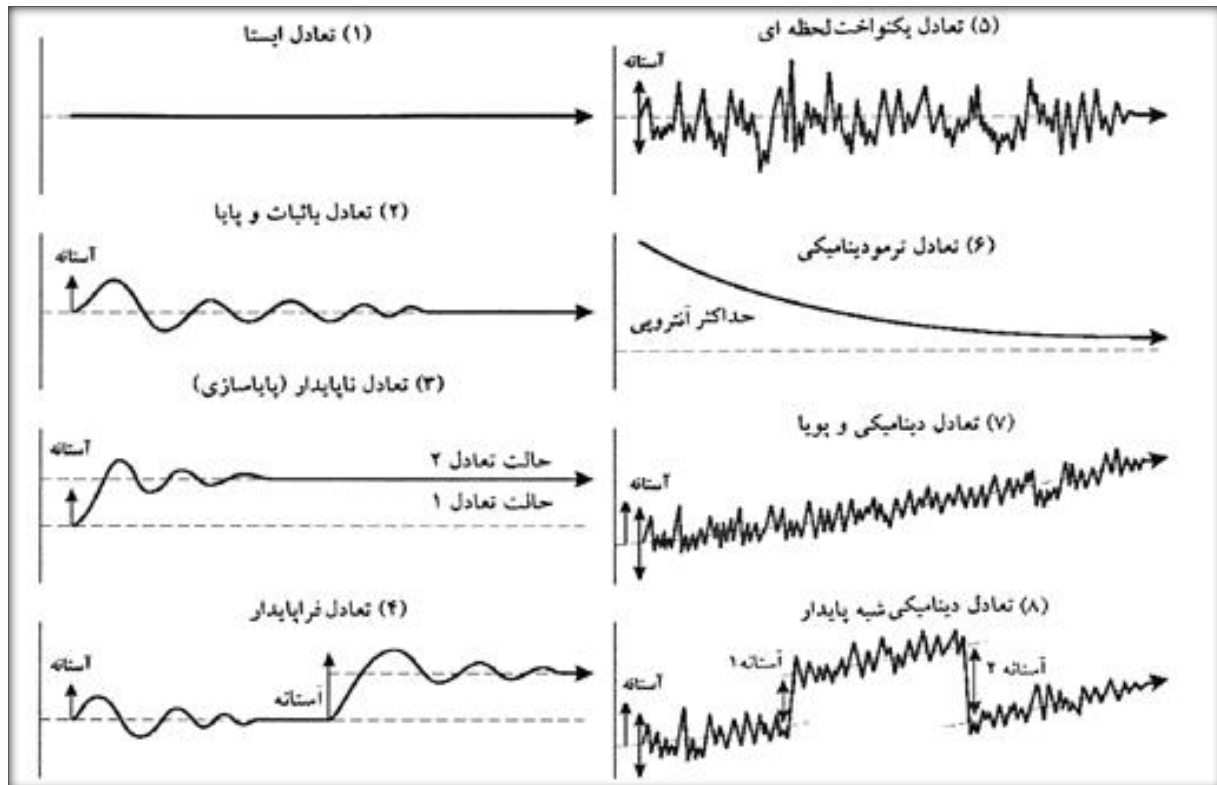 (۱) تعادل ایستا
(۲) تعادل باثبات و پایا
آستانه
(۳) تعادل ناپایدار (پایاسازی)
آستانه
حالت تعادل ۲
حالت تعادل ۱
(۴) تعادل فراپایدار
آستانه
آستانه
(۵) تعادل یکنواخت لحظه ای
آستانه
(۶) تعادل ترمودینامیکی
حداکثر آنتروپی
(۷) تعادل دینامیکی و پویا
آستانه
(۸) تعادل دینامیکی شبه پایدار
آستانه
آستانه ۱
آستانه ۲